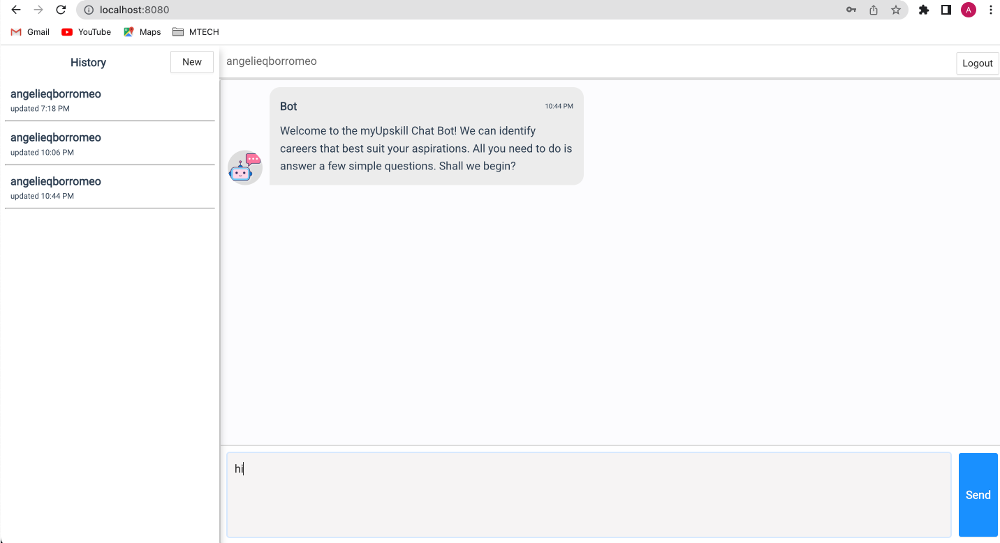 localhost:8080
A
Gmail YouTube Maps MTECH
History New
angelieqborromeo
updated 7:18 PM
angelieqborromeo
updated 10:06 PM
angelieqborromeo
updated 10:44 PM
angelieqborromeo
Logout
Bot 10:44 PM
Welcome to the myUpskill Chat Bot! We can identify
careers that best suit your aspirations. All you need to do is
answer a few simple questions. Shall we begin?
hi
Send